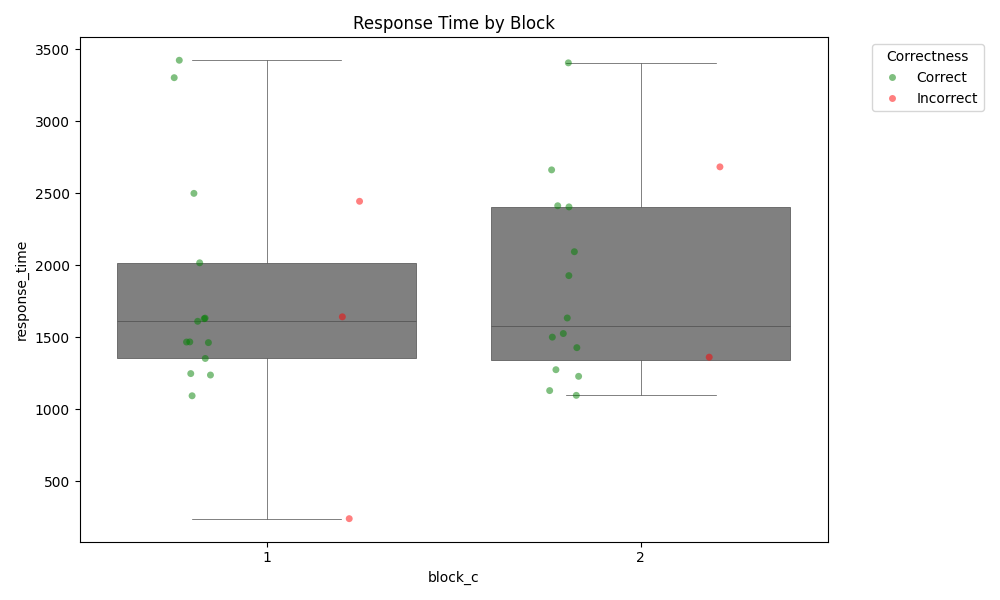 Response Time by Block
Correctness
Correct
Incorrect
3500
3000
2500
2000
1500
1000
500
response_time
1
2
block_c